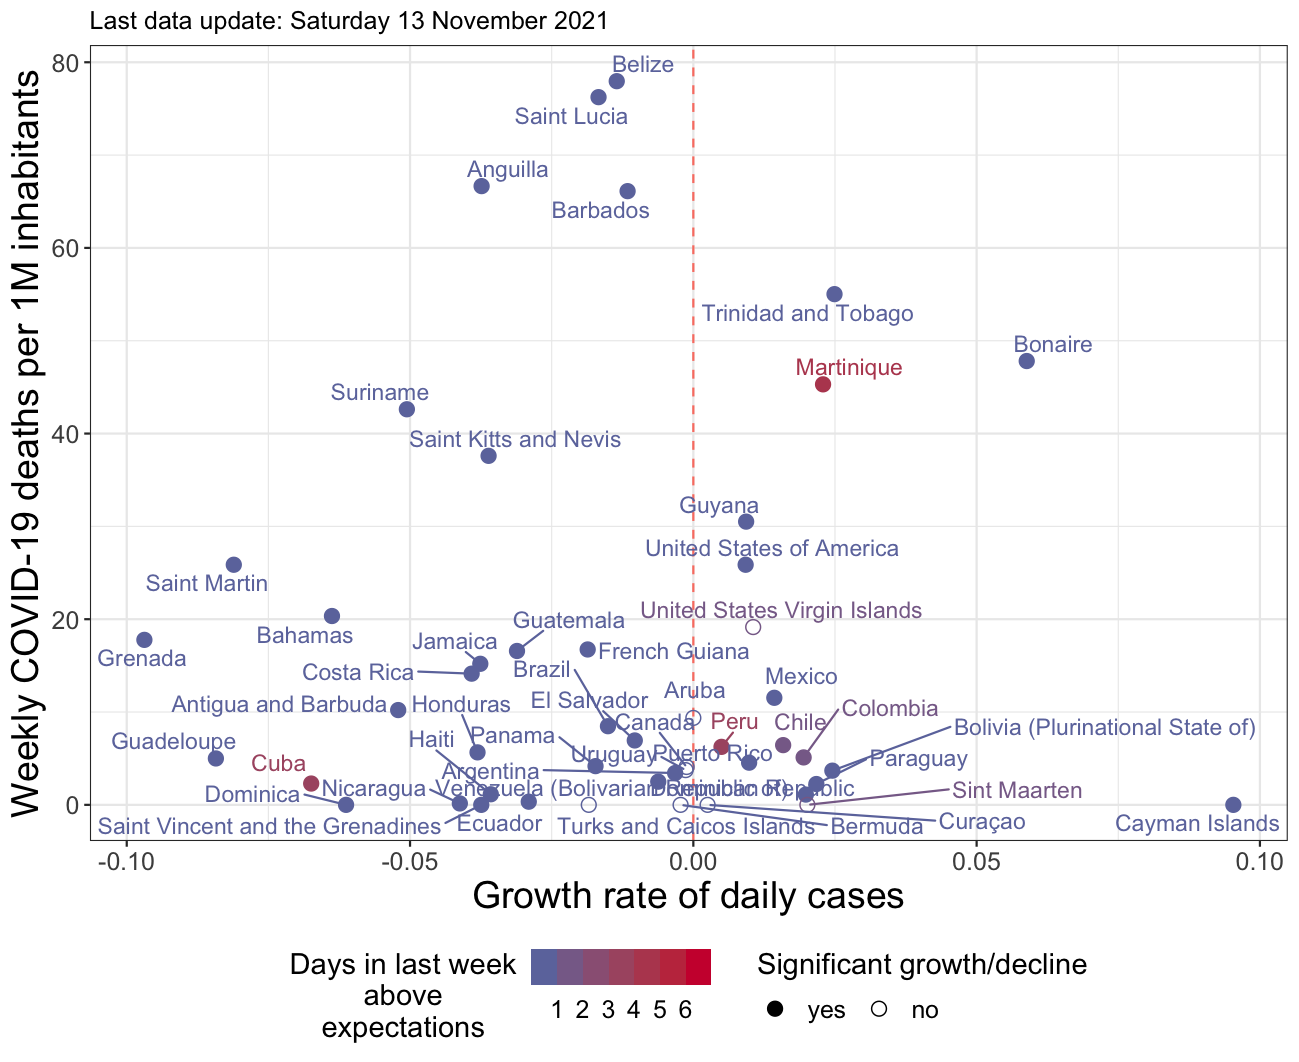 Last data update: Saturday 13 November 2021
Weekly COVID-19 deaths per 1M inhabitants
80
60
40
20
0
Belize
Saint Lucia
Anguilla
Barbados
Trinidad and Tobago
Bonaire
Martinique
Suriname
Saint Kitts and Nevis
Guyana
United States of America
Saint Martin
United States Virgin Islands
Guatemala
Bahamas
Jamaica
French Guiana
Grenada
Costa Rica
Brazil
Mexico
Aruba
El Salvador
Antigua and Barbuda
Honduras
Colombia
Canada
Peru
Chile
Bolivia (Plurinational State of)
Panama
Haiti
Guadeloupe
Uruguay
Puerto Rico
Paraguay
Cuba
Argentina
Nicaragua
Venezuela (Bolivarian Republic of)
Republic
Sint Maarten
Dominica
Saint Vincent and the Grenadines
Ecuador
Turks and Caicos Islands
Bermuda
Curaçao
Cayman Islands
-0.10 -0.05 0.00 0.05 0.10
Growth rate of daily cases
Days in last week
above
expectations
1 2 3 4 5 6
Significant growth/decline
yes no